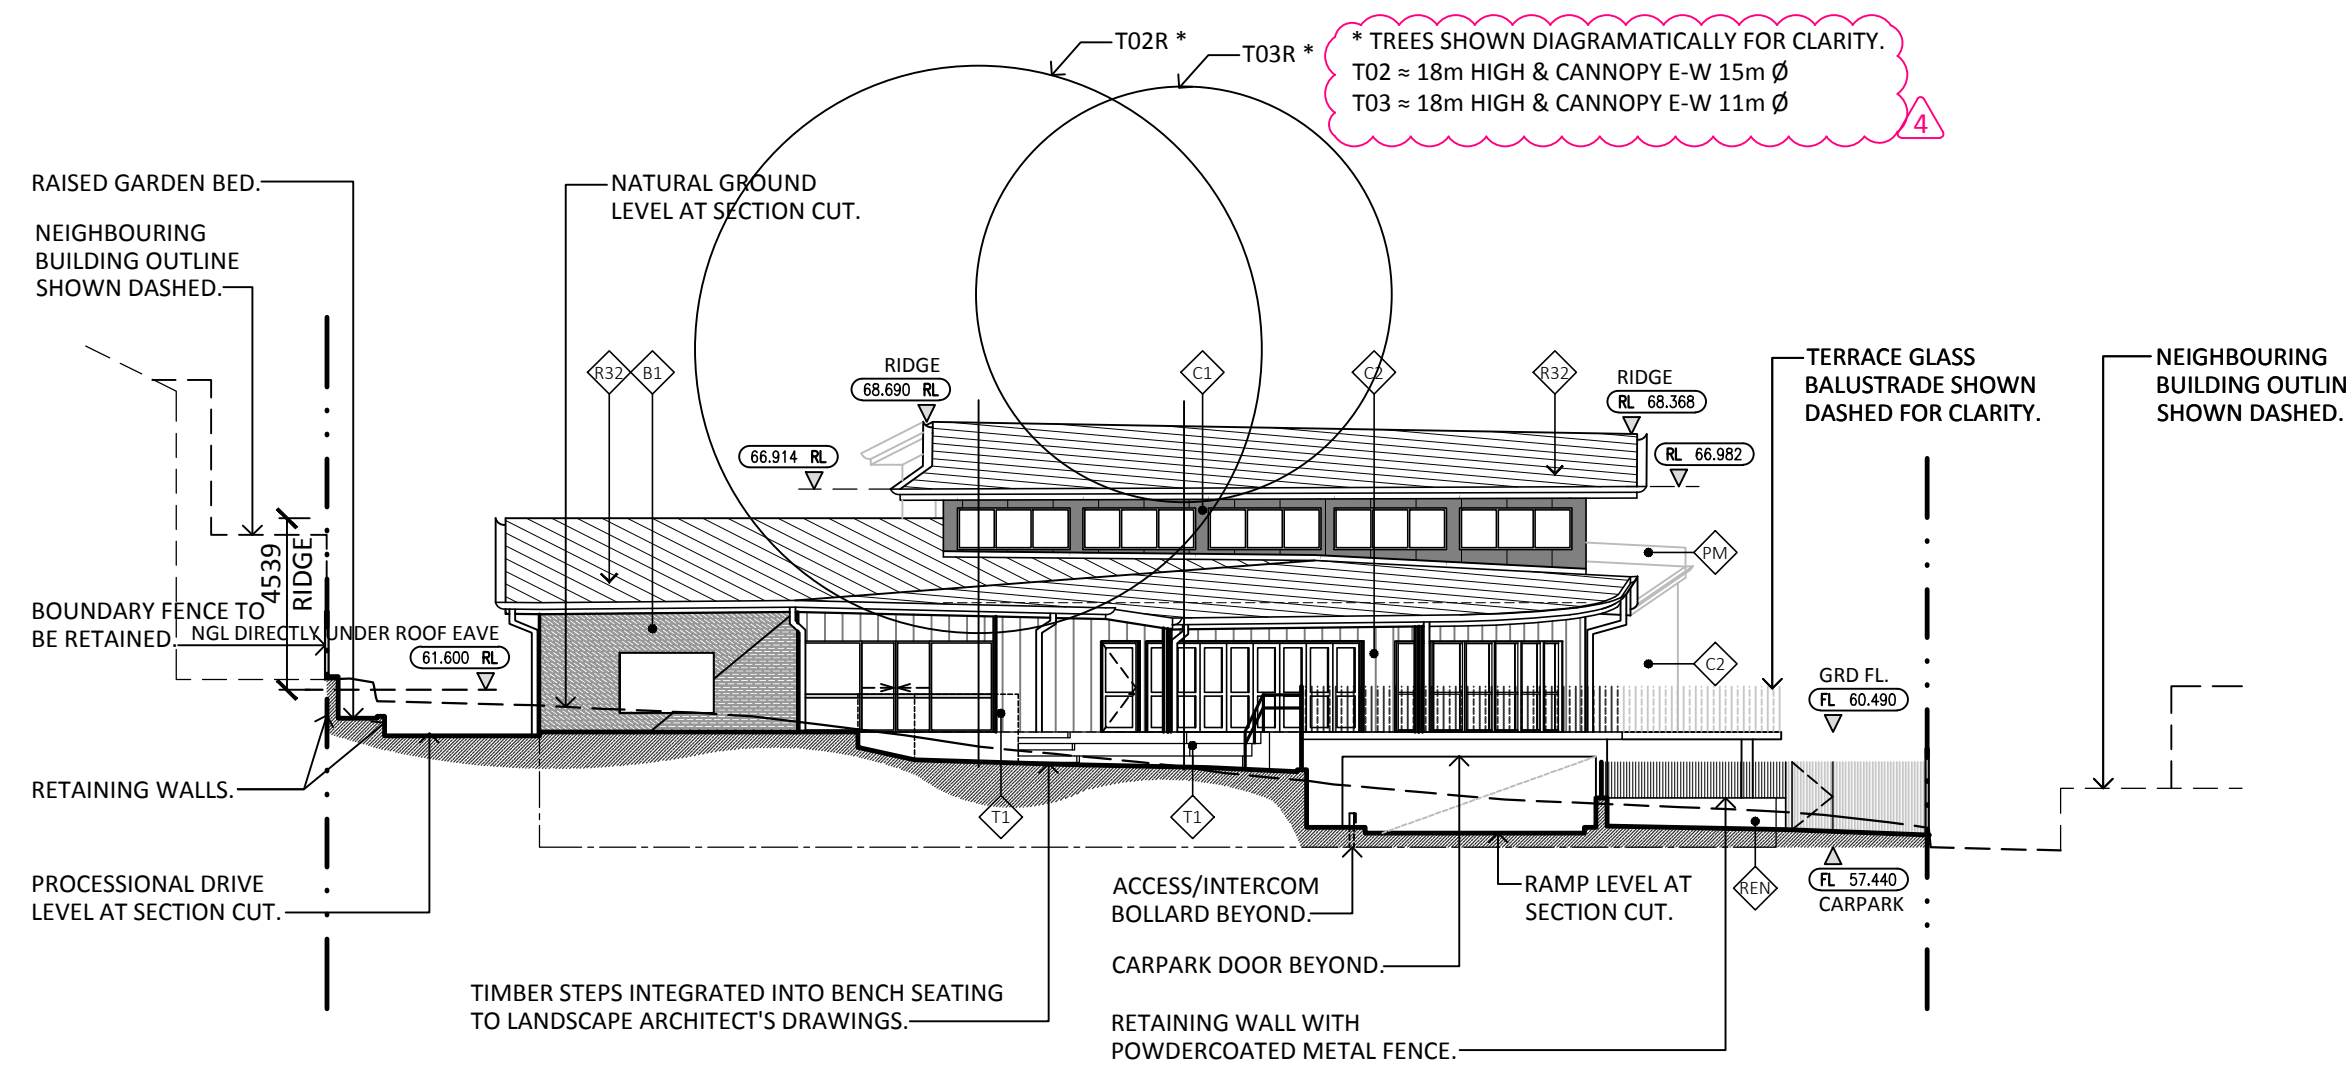 T02R *
T03R *
* TREES SHOWN DIAGRAMATICALLY FOR CLARITY.
T02 ≈ 18m HIGH & CANNOPY E-W 15m Ø
T03 ≈ 18m HIGH & CANNOPY E-W 11m Ø
4
RAISED GARDEN BED.
NATURAL GROUND
LEVEL AT SECTION CUT.
NEIGHBOURING
BUILDING OUTLINE
SHOWN DASHED.
R32
B1
RIDGE
68.690 RL
C1
C2
R32
RIDGE
RL 68.368
TERRACE GLASS
BALUSTRADE SHOWN
DASHED FOR CLARITY.
NEIGHBOURING
BUILDING OUTLIN
SHOWN DASHED.
66.914 RL
RL 66.982
4539
RIDGE
PM
BOUNDARY FENCE TO
BE RETAINED.
NGL DIRECTLY UNDER ROOF EAVE
61.600 RL
C2
GRD FL.
FL 60.490
RETAINING WALLS.
T1
T1
PROCESSIONAL DRIVE
LEVEL AT SECTION CUT.
ACCESS/INTERCOM
BOLLARD BEYOND.
RAMP LEVEL AT
SECTION CUT.
REN
FL 57.440
CARPARK
CARPARK DOOR BEYOND.
TIMBER STEPS INTEGRATED INTO BENCH SEATING
TO LANDSCAPE ARCHITECT'S DRAWINGS.
RETAINING WALL WITH
POWDERCOATED METAL FENCE.